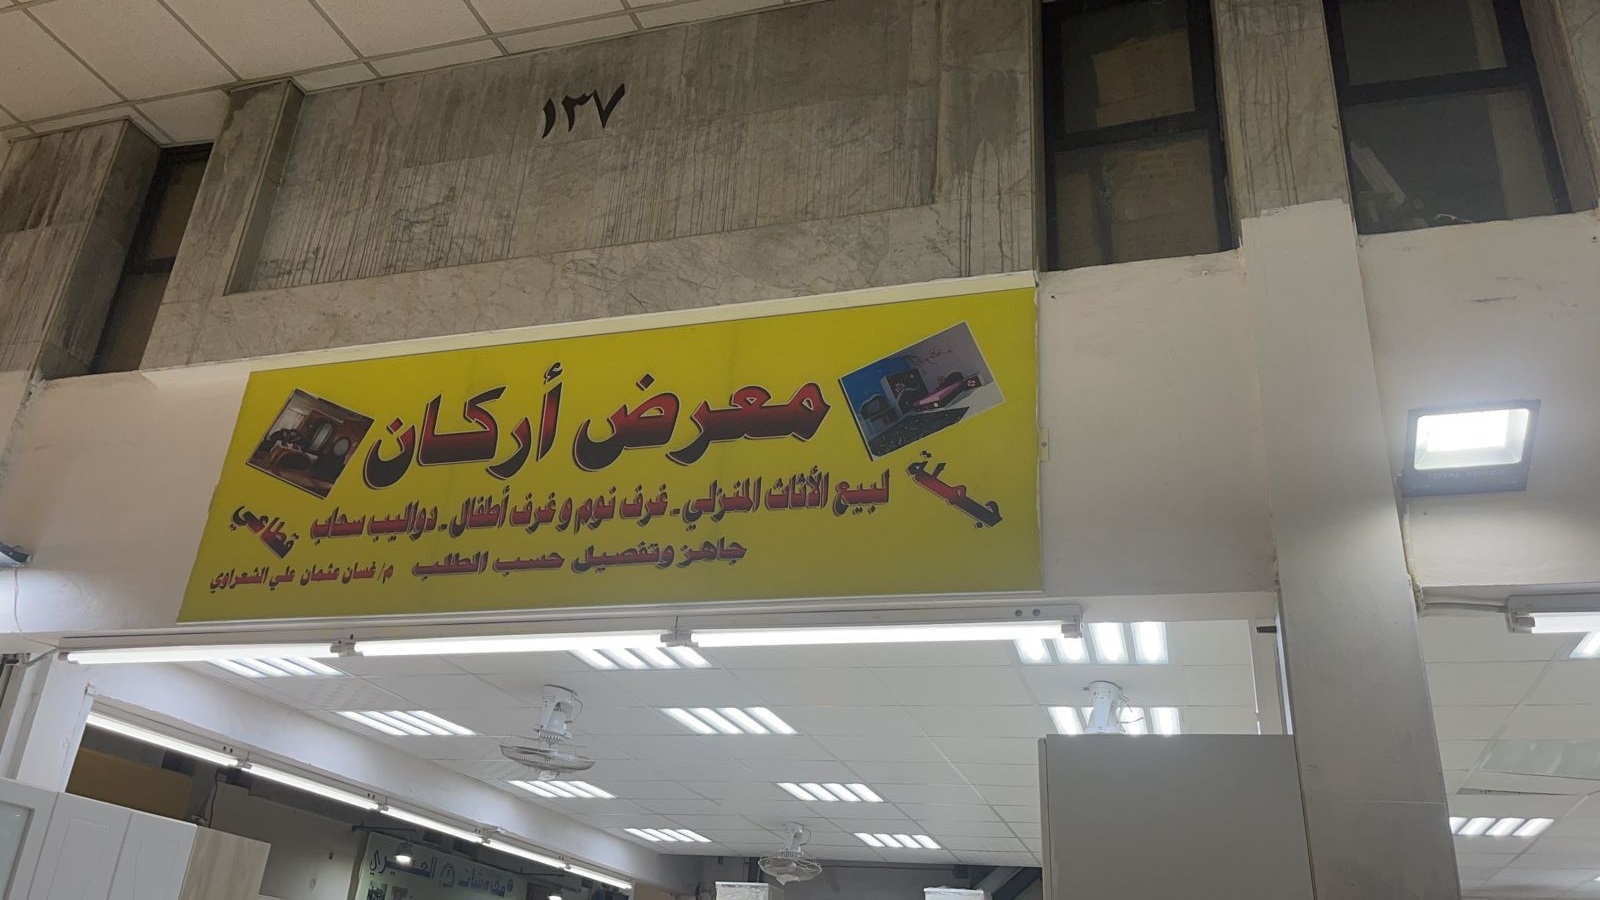 ١٣٧
معرض أركان
جملة
لبيع الأثاث المنزلي - غرف نوم و غرف أطفال - دواليب سحاب
قطاعي
جاهز وتفصيل حسب الطلب
م/ غسان عثمان علي الشعراوي
مفروشات